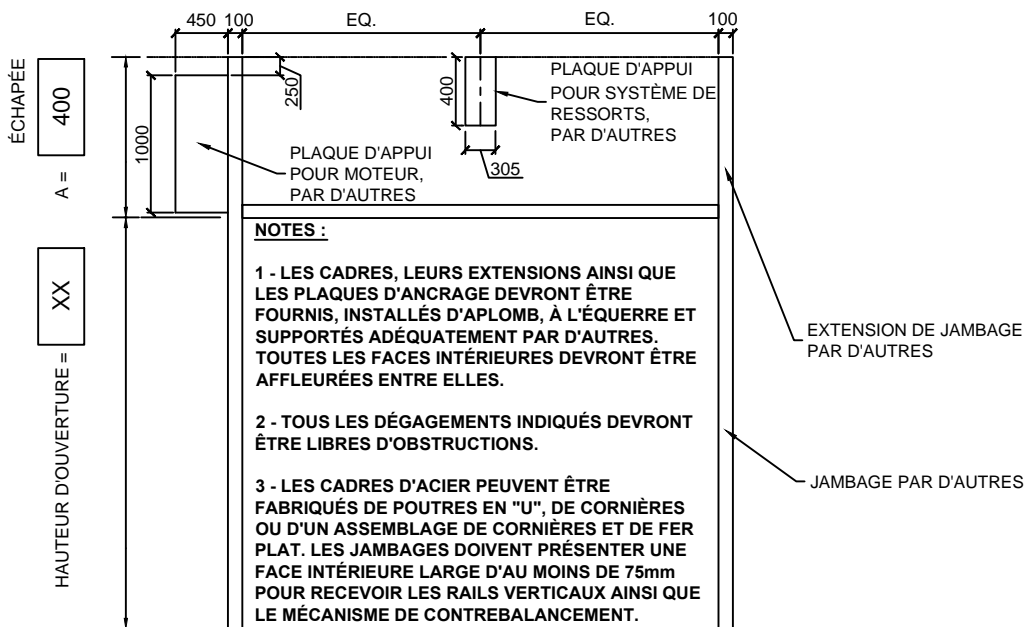 450 100 EQ. EQ. 100
ÉCHAPÉE
A = 400
1000
250
400
305
PLAQUE D'APPUI
POUR SYSTÈME DE
RESSORTS,
PAR D'AUTRES
PLAQUE D'APPUI
POUR MOTEUR,
PAR D'AUTRES
HAUTEUR D'OUVERTURE = XX
NOTES :
1 - LES CADRES, LEURS EXTENSIONS AINSI QUE
LES PLAQUES D'ANCRAGE DEVRONT ÊTRE
FOURNIS, INSTALLÉS D'APLOMB, À L'ÉQUERRE ET
SUPPORTÉS ADÉQUATEMENT PAR D'AUTRES.
TOUTES LES FACES INTÉRIEURES DEVRONT ÊTRE
AFFLEURÉES ENTRE ELLES.
2 - TOUS LES DÉGAGEMENTS INDIQUÉS DEVRONT
ÊTRE LIBRES D'OBSTRUCTIONS.
3 - LES CADRES D'ACIER PEUVENT ÊTRE
FABRIQUÉS DE POUTRES EN "U", DE CORNIÈRES
OU D'UN ASSEMBLAGE DE CORNIÈRES ET DE FER
PLAT. LES JAMBAGES DOIVENT PRÉSENTER UNE
FACE INTÉRIEURE LARGE D'AU MOINS DE 75mm
POUR RECEVOIR LES RAILS VERTICAUX AINSI QUE
LE MÉCANISME DE CONTREBALANCEMENT.
EXTENSION DE JAMBAGE
PAR D'AUTRES
JAMBAGE PAR D'AUTRES